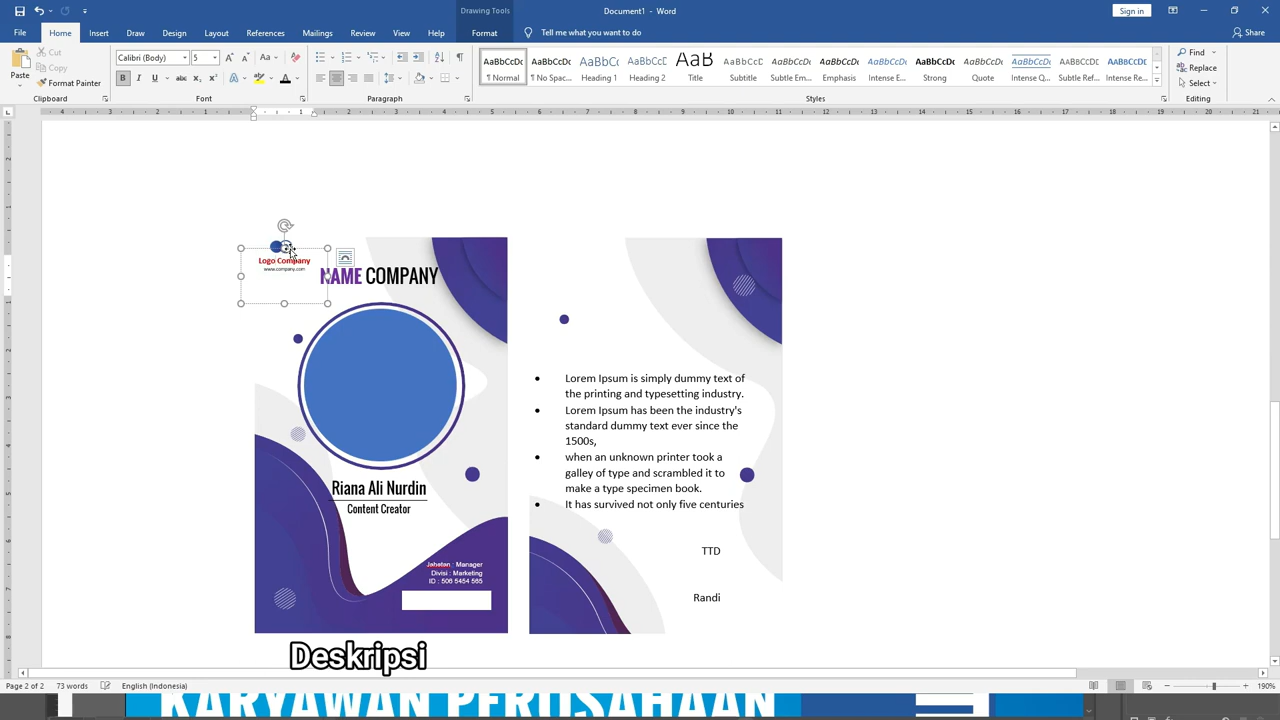 Drawing Tools
Document1 - Word
Sign in
File
Home
Insert
Draw
Design
Layout
References
Mailings
Review
View
Help
Format
Tell me what you want to do
Share
Paste
Cut
Copy
Format Painter
Clipboard
Calibri (Body)
5
Font
Paragraph
AaBbCcDc
¶ Normal
AaBbCcDc
¶ No Spac...
AaBbCc
Heading 1
AaBbCcC
Heading 2
AaB
Title
AaBbCcD
Subtitle
AaBbCcDc
Subtle Em...
AaBbCcDc
Emphasis
AaBbCcDc
Intense E...
AaBbCcDc
Strong
AaBbCcDc
Quote
AaBbCcDc
Intense Q...
AaBbCcDc
Subtle Ref...
AaBbCcDc
Intense Re...
Styles
Find
Replace
Select
Editing
Logo Company
www.company.com
NAME COMPANY
Riana Ali Nurdin
Content Creator
Jabatan : Manager
Divisi : Marketing
ID : 506 5454 565
• Lorem Ipsum is simply dummy text of
the printing and typesetting industry.
• Lorem Ipsum has been the industry's
standard dummy text ever since the
1500s,
• when an unknown printer took a
galley of type and scrambled it to
make a type specimen book.
• It has survived not only five centuries
TTD
Randi
Deskripsi
Page 2 of 2
73 words
English (Indonesia)
190%
KARYAWAN PERUSAHAAN